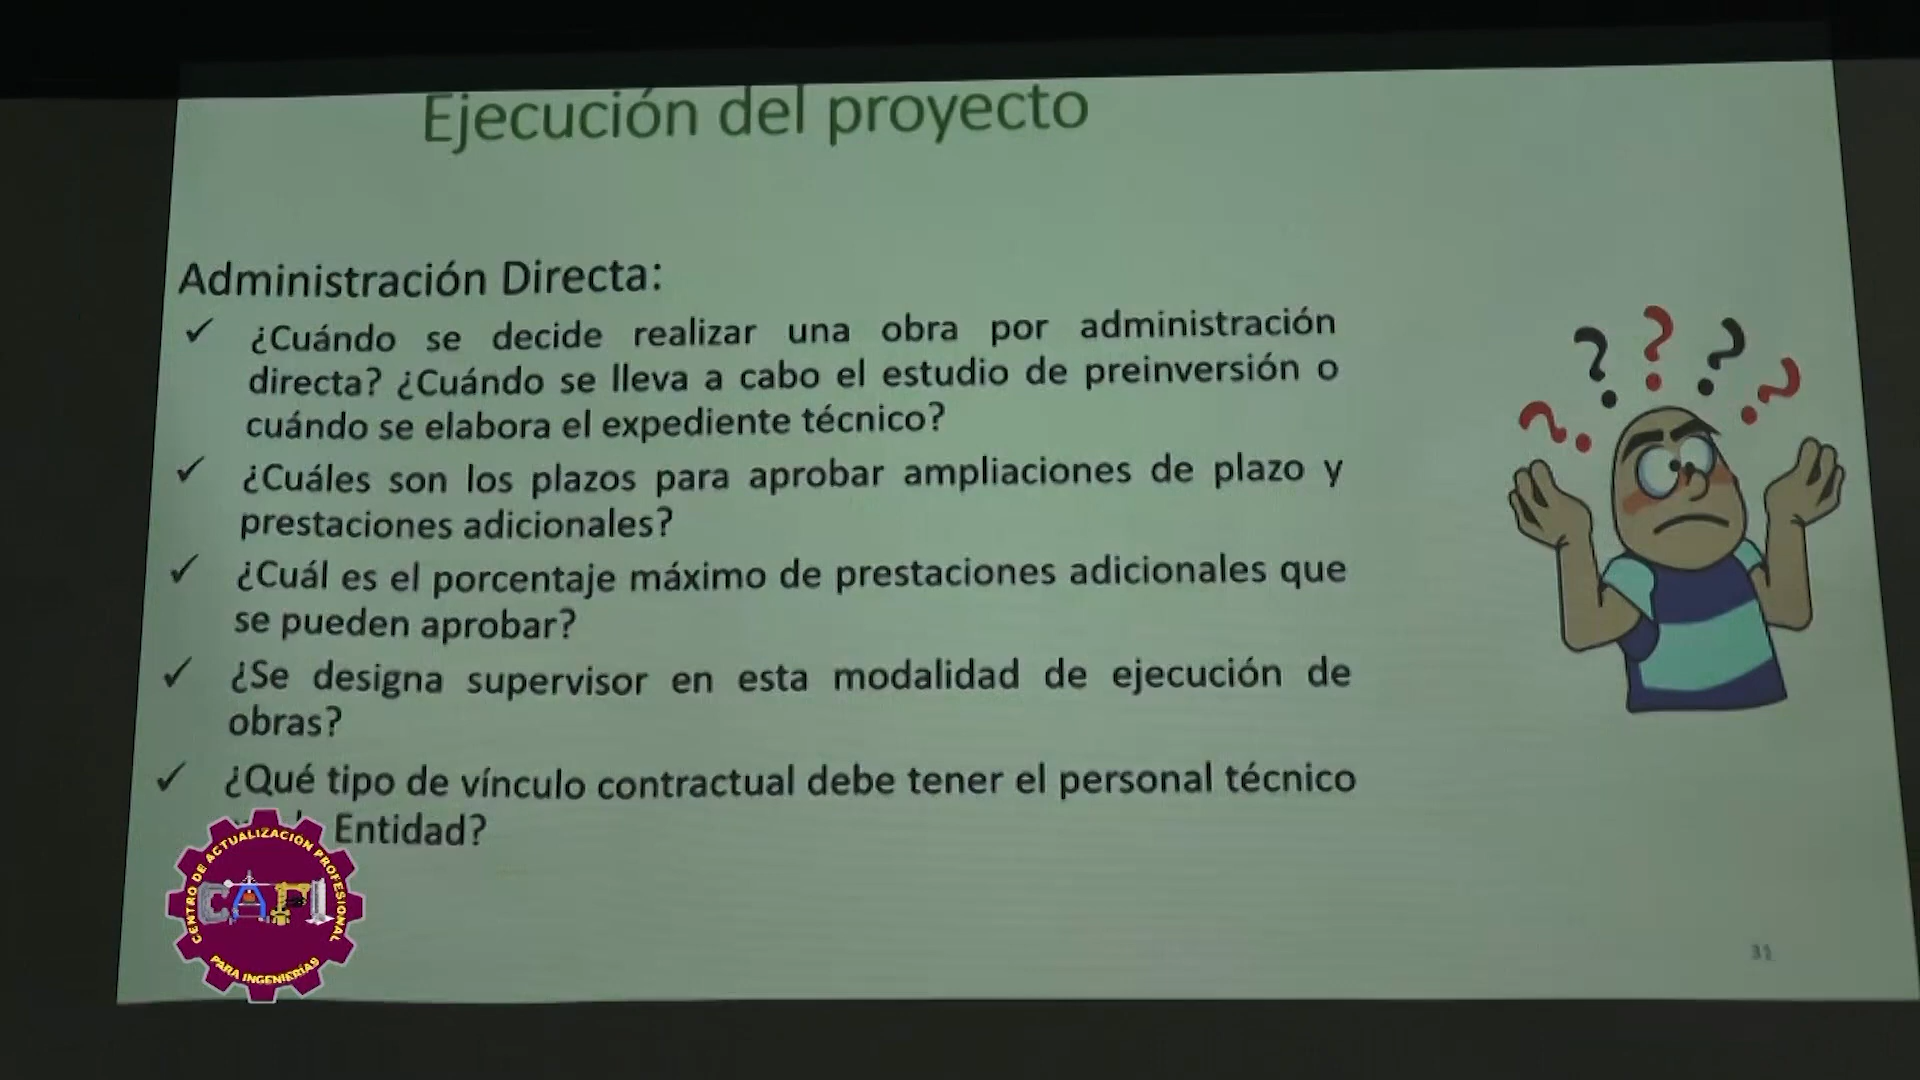 Ejecución del proyecto
Administración Directa:
✓ ¿Cuándo se decide realizar una obra por administración
directa? ¿Cuándo se lleva a cabo el estudio de preinversión o
cuándo se elabora el expediente técnico?
✓ ¿Cuáles son los plazos para aprobar ampliaciones de plazo y
prestaciones adicionales?
✓ ¿Cuál es el porcentaje máximo de prestaciones adicionales que
se pueden aprobar?
✓ ¿Se designa supervisor en esta modalidad de ejecución de
obras?
✓ ¿Qué tipo de vínculo contractual debe tener el personal técnico
Entidad?
? ? ? ? ?
CENTRO DE ACTUALIZACIÓN PROFESIONAL
CAPI
PARA INGENIERÍAS
31